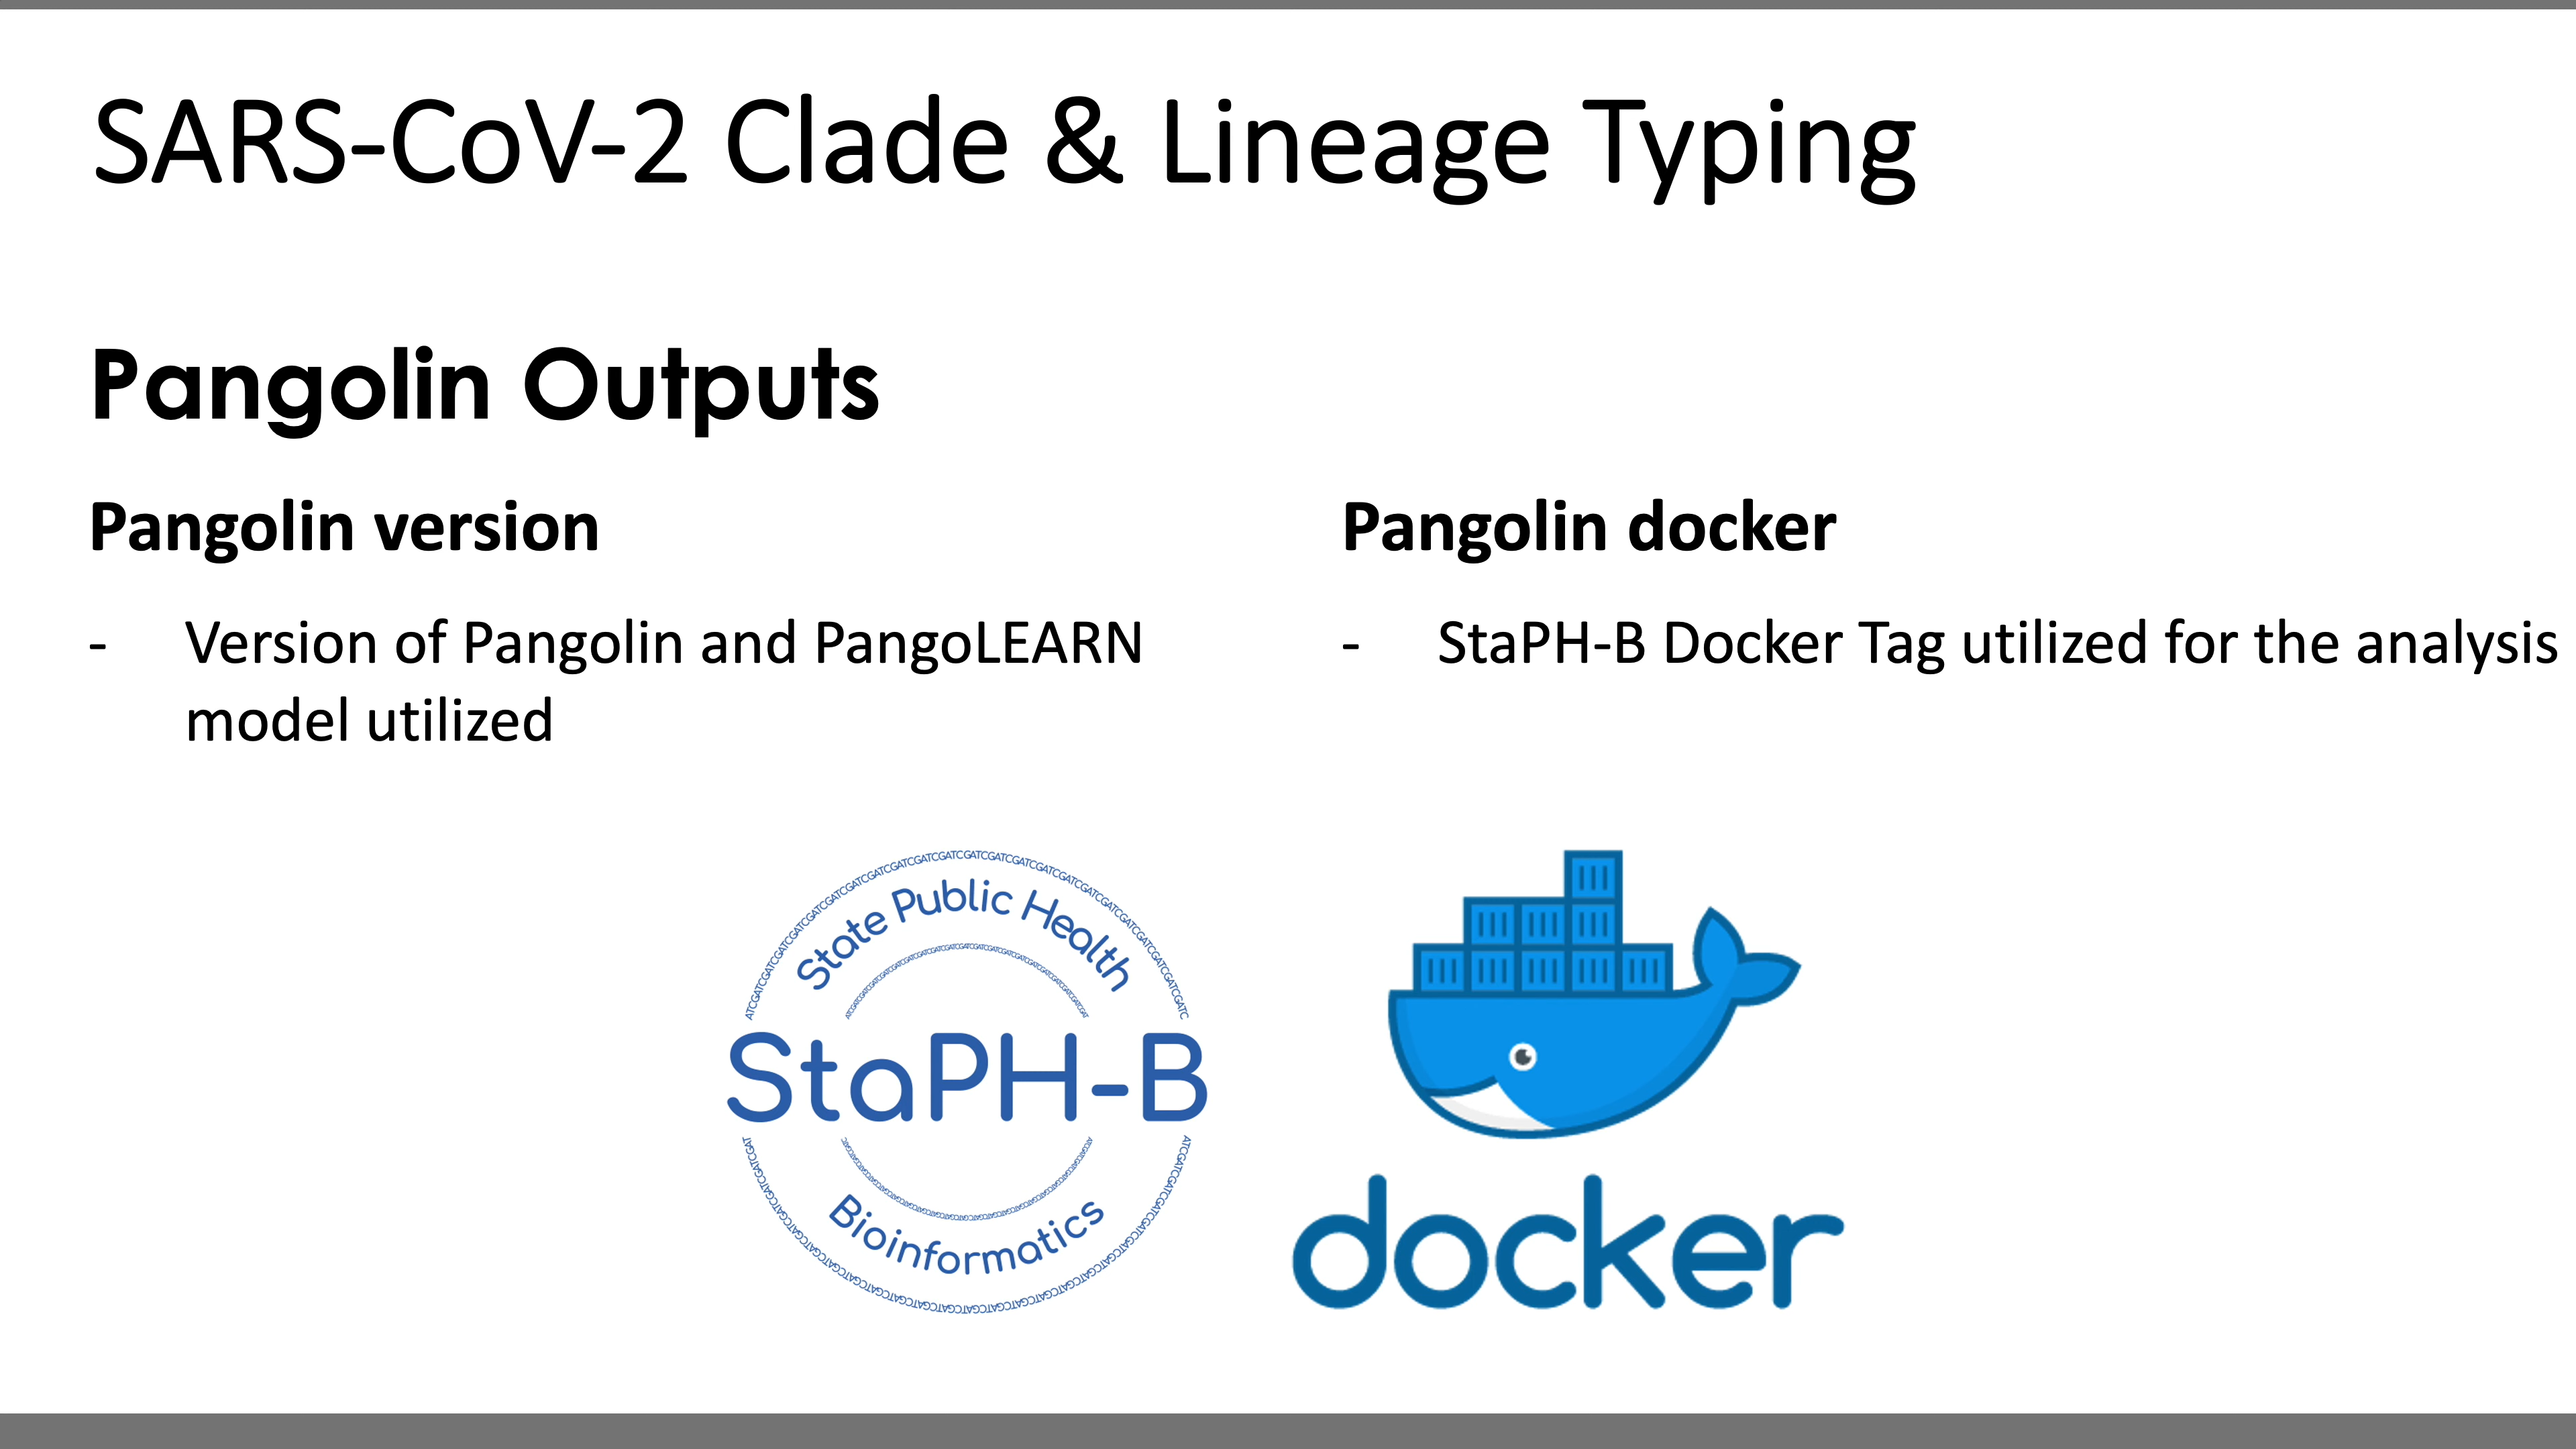 SARS-CoV-2 Clade & Lineage Typing
Pangolin Outputs
Pangolin version
- Version of Pangolin and PangoLEARN
model utilized
Pangolin docker
- StaPH-B Docker Tag utilized for the analysis
State Public Health
StaPH-B
Bioinformatics
docker